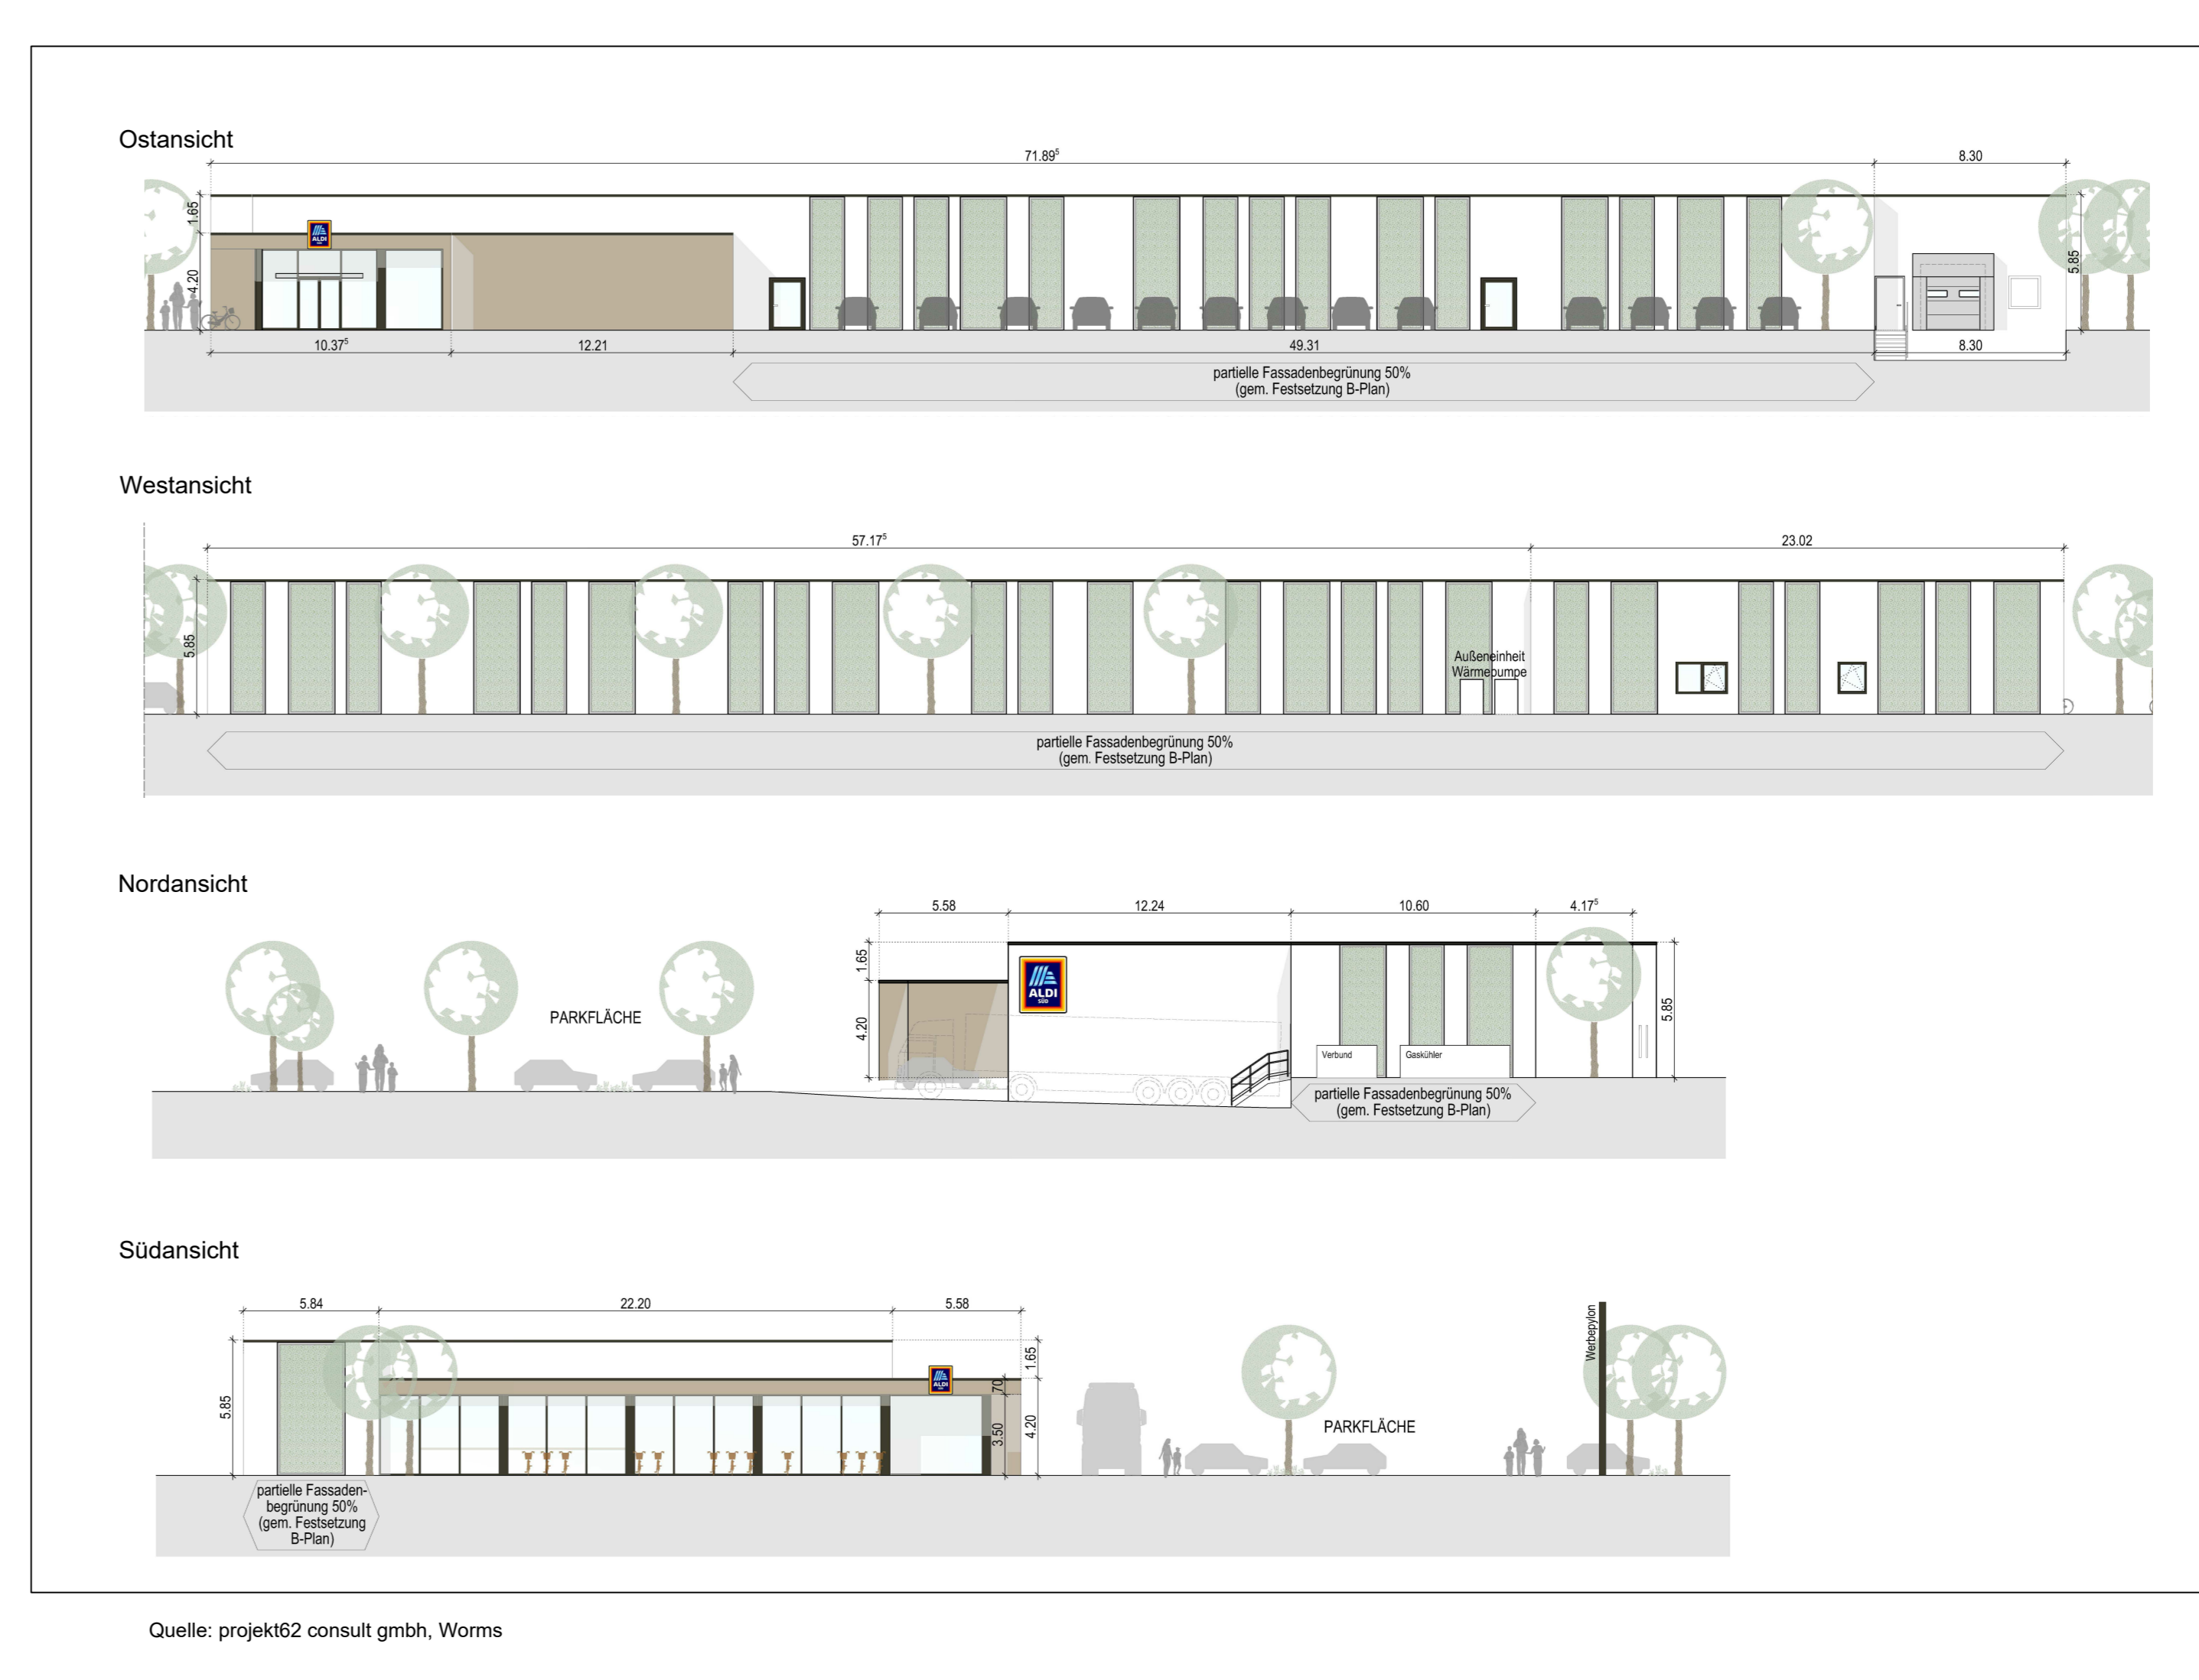 Ostansicht
71.89⁵
8.30
1.65
4.20
ALDI
SÜD
5.85
10.37⁵
12.21
49.31
8.30
partielle Fassadenbegrünung 50%
(gem. Festsetzung B-Plan)
Westansicht
57.17⁵
23.02
5.85
Außeneinheit
Wärmepumpe
partielle Fassadenbegrünung 50%
(gem. Festsetzung B-Plan)
Nordansicht
5.58
12.24
10.60
4.17⁵
1.65
4.20
ALDI
SÜD
PARKFLÄCHE
5.85
Verbund
Gaskühler
partielle Fassadenbegrünung 50%
(gem. Festsetzung B-Plan)
Südansicht
5.84
22.20
5.58
Werbepylon
1.65
ALDI
SÜD
70
5.85
3.50
4.20
PARKFLÄCHE
partielle Fassaden-
begrünung 50%
(gem. Festsetzung
B-Plan)
Quelle: projekt62 consult gmbh, Worms